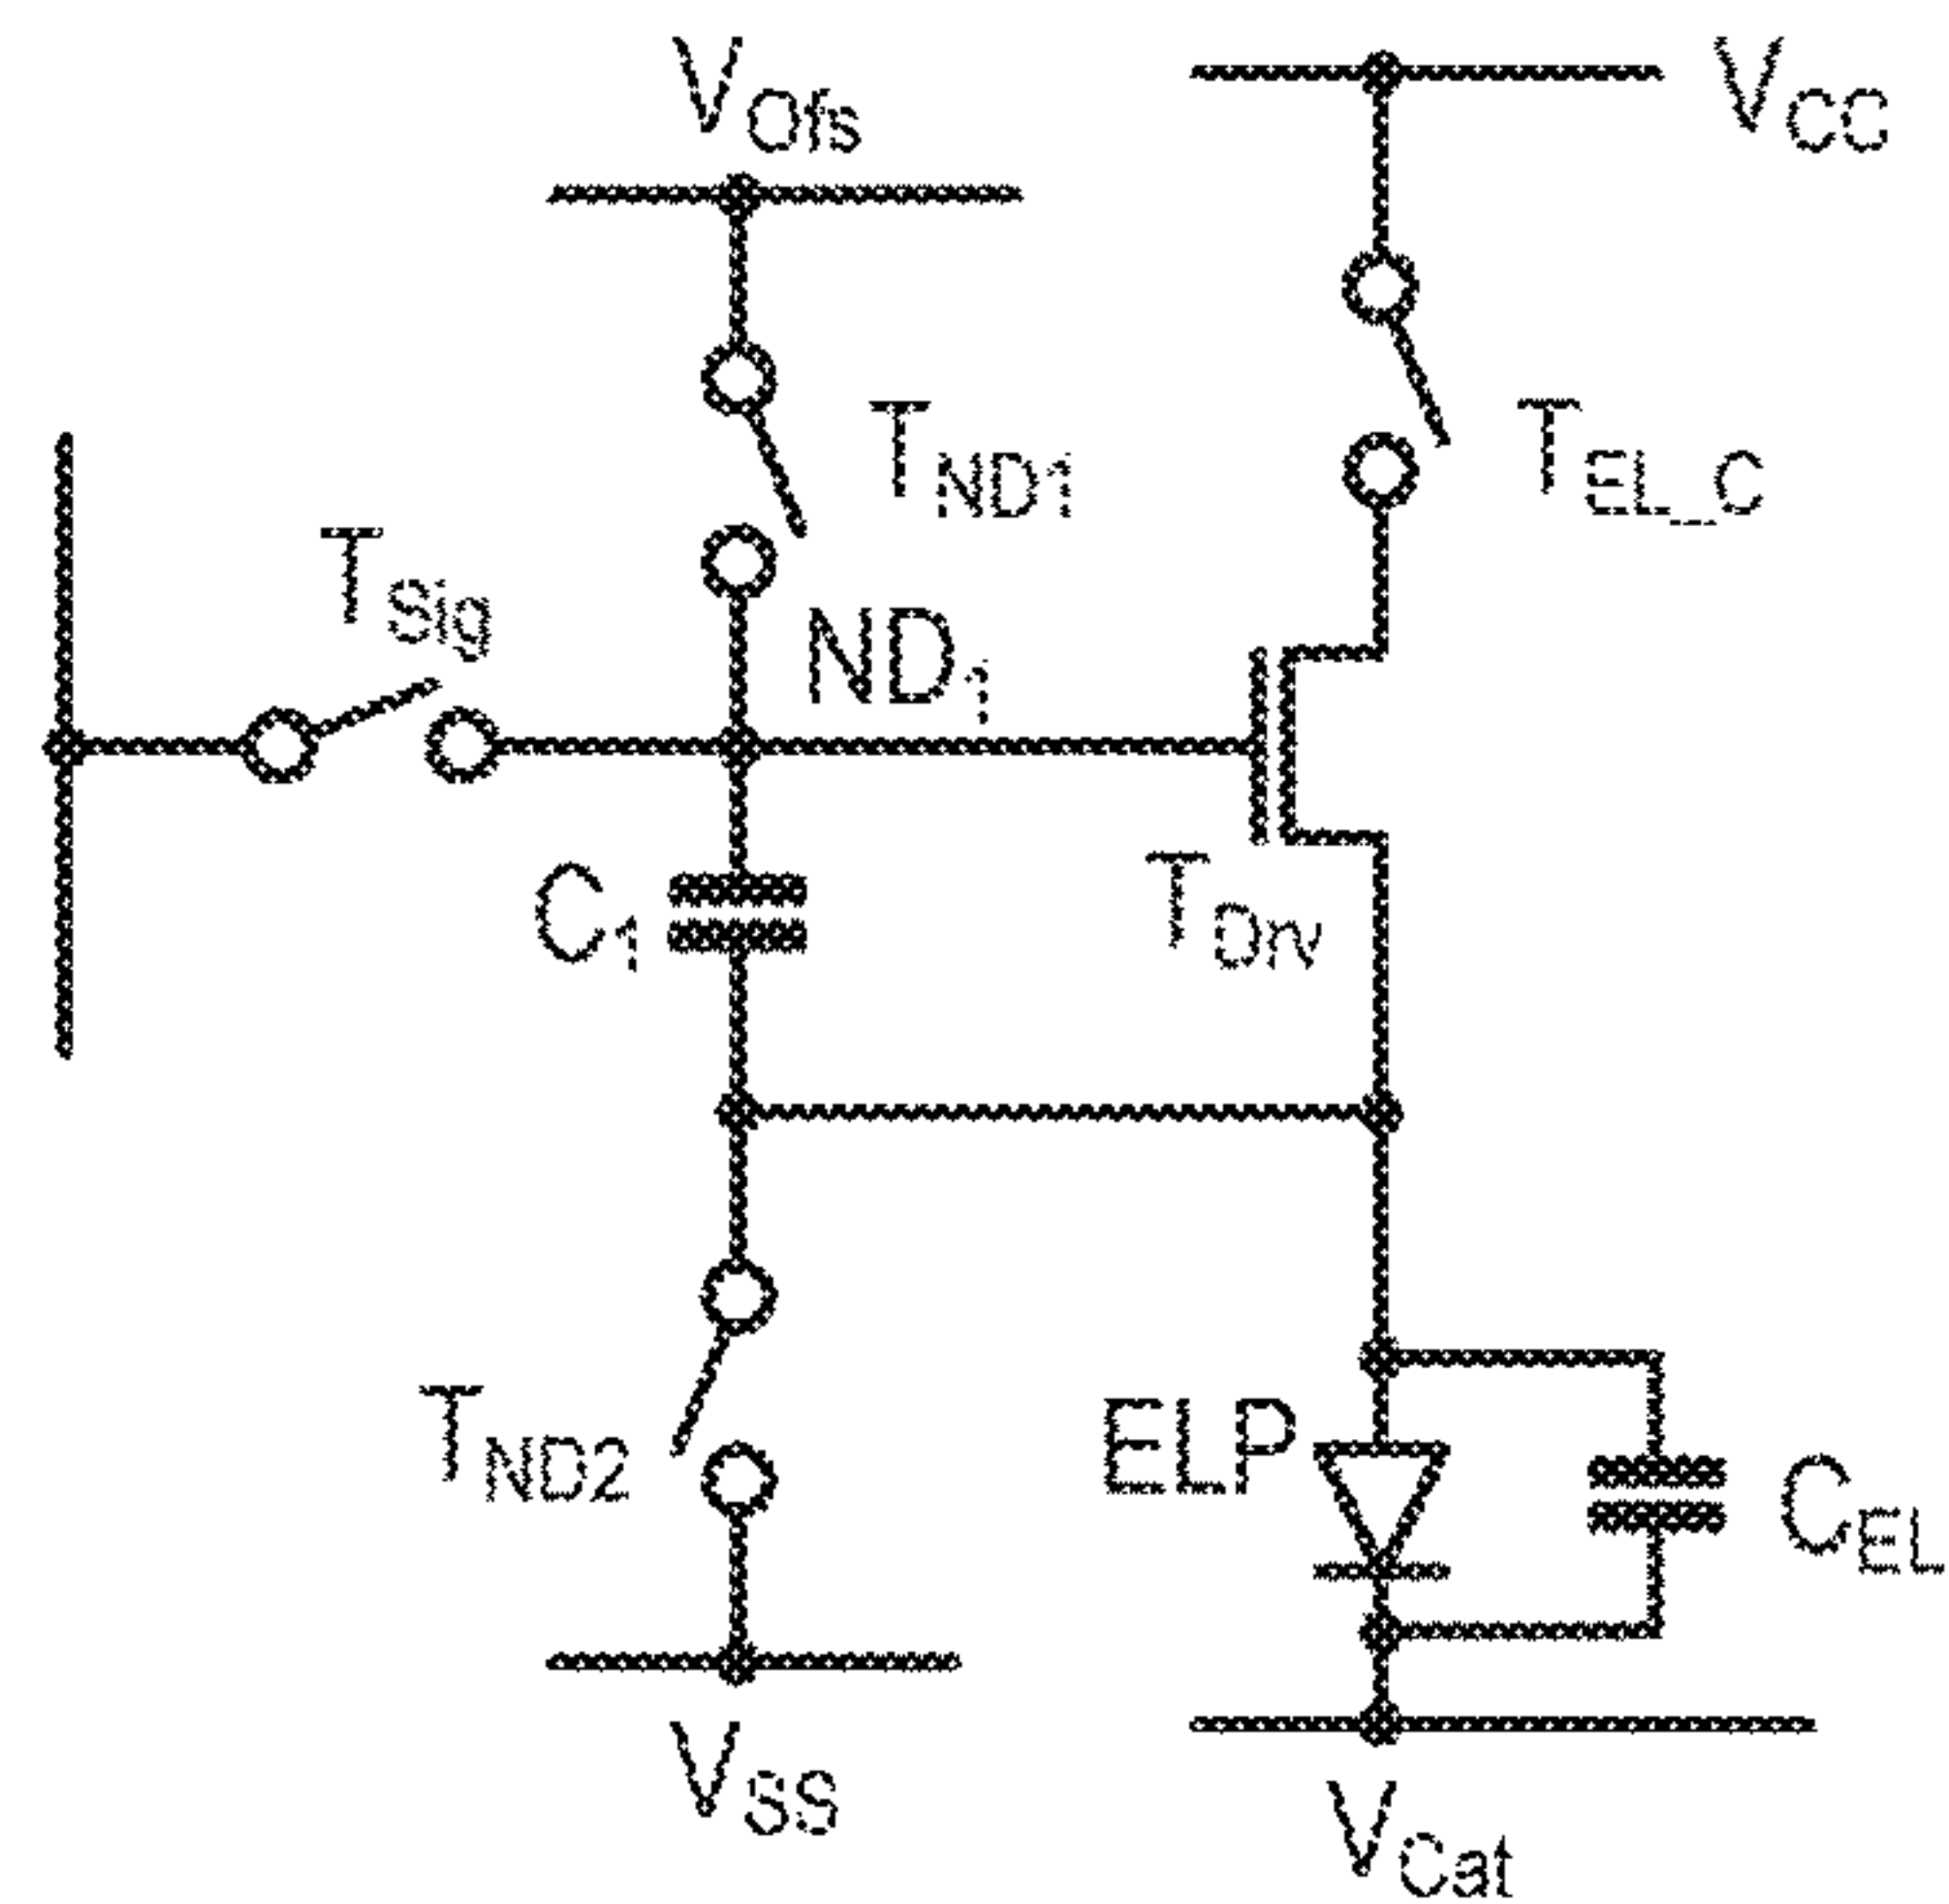 V_Ofs
V_CC
T_ND1
T_EL_C
T_Sig
ND_1
C_1
T_Drv
T_ND2
ELP
C_EL
V_SS
V_Cat